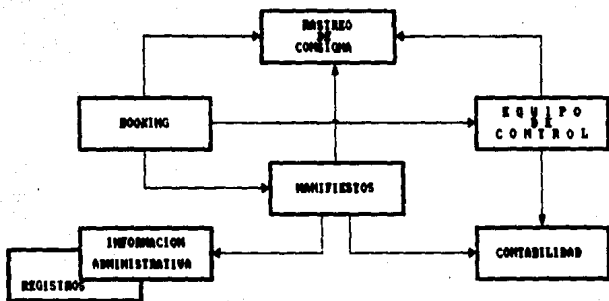 RASTREO
DE
CONSIGNA
BOOKING
EQUIPO
DE
CONTROL
MANIFIESTOS
INFORMACION
ADMINISTRATIVA
CONTABILIDAD
REGISTROS